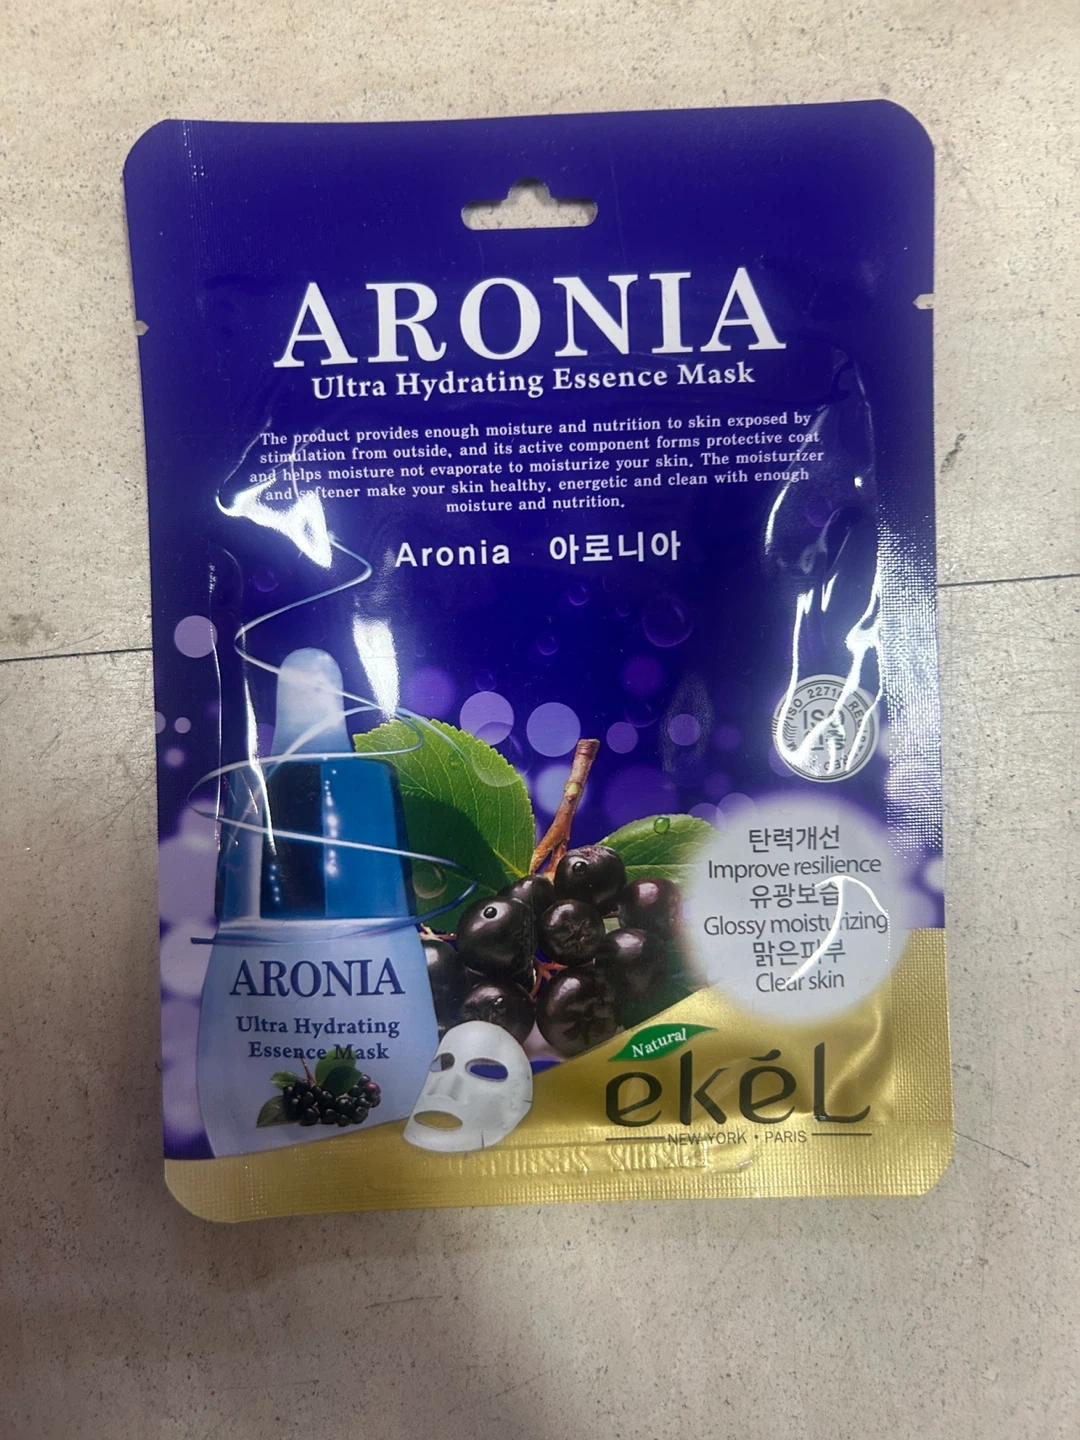 ARONIA
Ultra Hydrating Essence Mask
The product provides enough moisture and nutrition to skin exposed by
stimulation from outside, and its active component forms protective coat
and helps moisture not evaporate to moisturize your skin. The moisturizer
and softener make your skin healthy, energetic and clean with enough
moisture and nutrition.
Aronia 아로니아
ISO
탄력개선
Improve resilience
유광보습
Glossy moisturizing
맑은피부
Clear skin
ARONIA
Ultra Hydrating
Essence Mask
Natural
ekéL
NEW YORK • PARIS